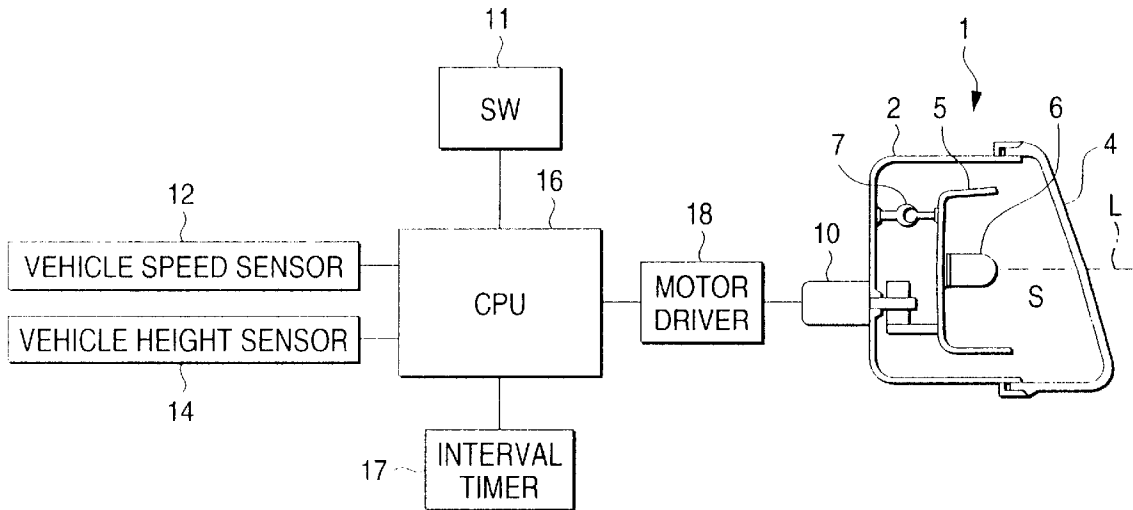 11
SW
1
2
5
6
4
7
12
16
18
10
L
VEHICLE SPEED SENSOR
CPU
MOTOR
DRIVER
S
VEHICLE HEIGHT SENSOR
14
17
INTERVAL
TIMER